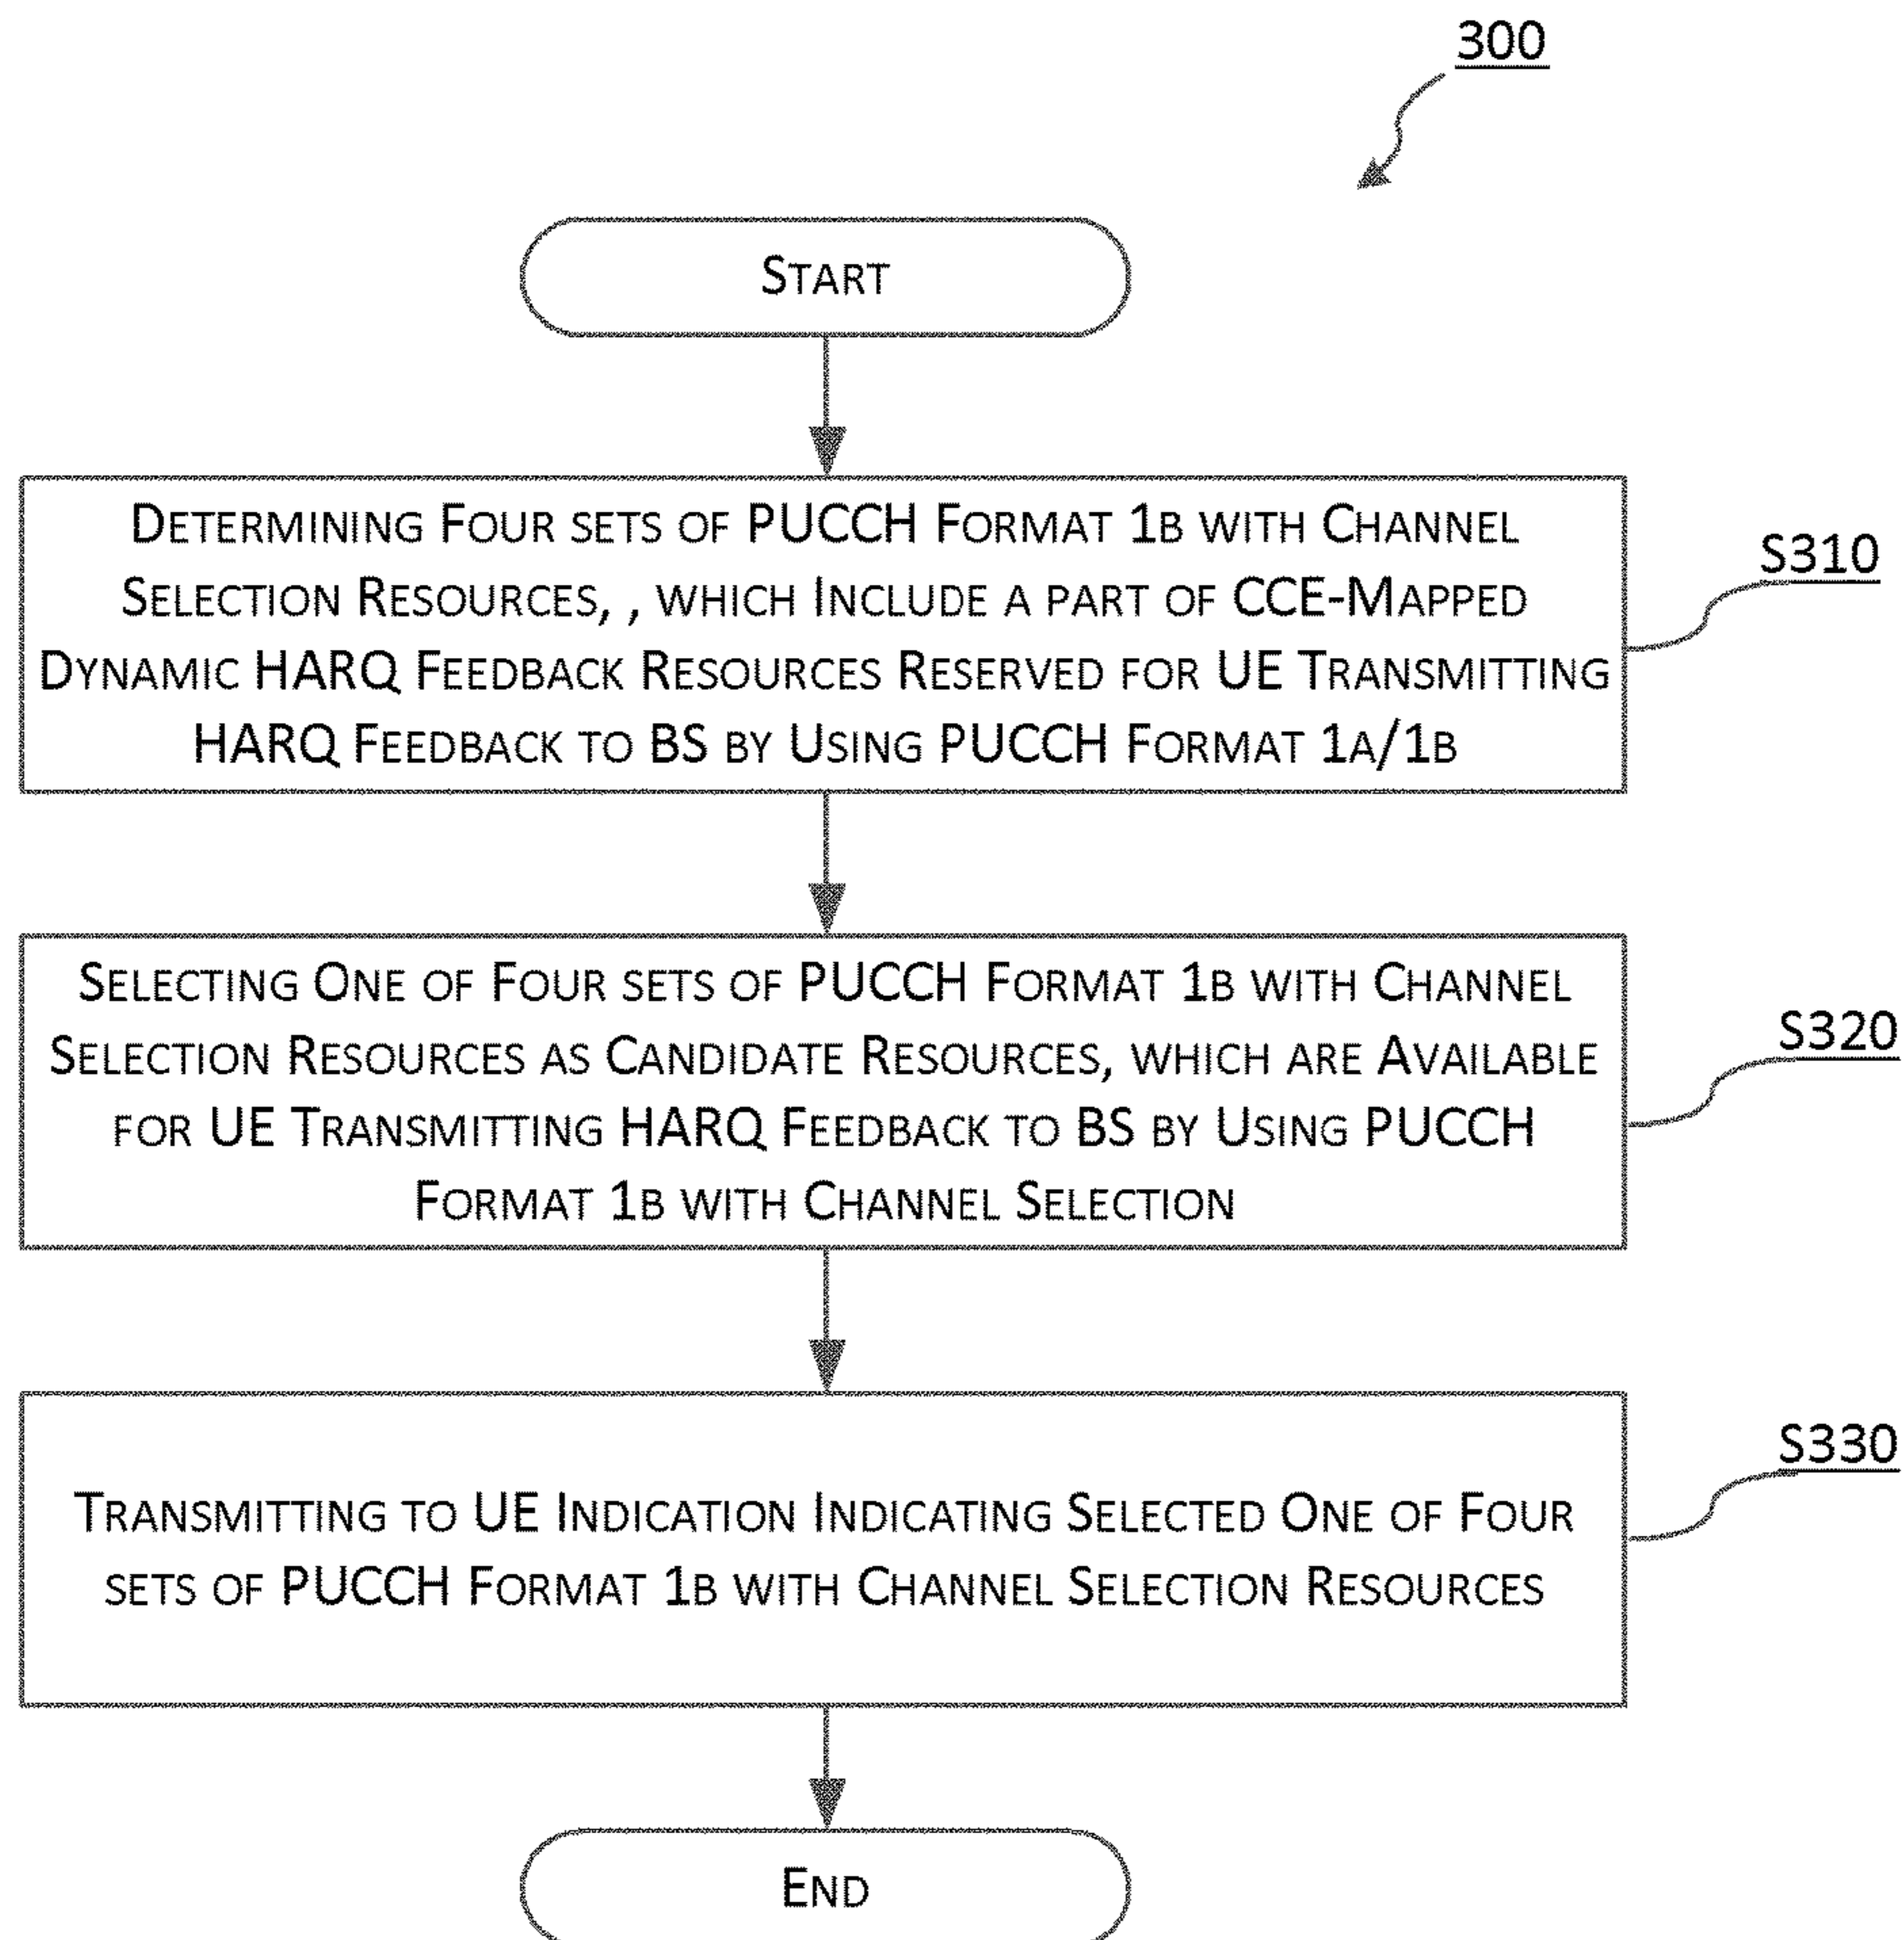 300
START
DETERMINING FOUR SETS OF PUCCH FORMAT 1B WITH CHANNEL
SELECTION RESOURCES, , WHICH INCLUDE A PART OF CCE-MAPPED
DYNAMIC HARQ FEEDBACK RESOURCES RESERVED FOR UE TRANSMITTING
HARQ FEEDBACK TO BS BY USING PUCCH FORMAT 1A/1B
S310
SELECTING ONE OF FOUR SETS OF PUCCH FORMAT 1B WITH CHANNEL
SELECTION RESOURCES AS CANDIDATE RESOURCES, WHICH ARE AVAILABLE
FOR UE TRANSMITTING HARQ FEEDBACK TO BS BY USING PUCCH
FORMAT 1B WITH CHANNEL SELECTION
S320
TRANSMITTING TO UE INDICATION INDICATING SELECTED ONE OF FOUR
SETS OF PUCCH FORMAT 1B WITH CHANNEL SELECTION RESOURCES
S330
END